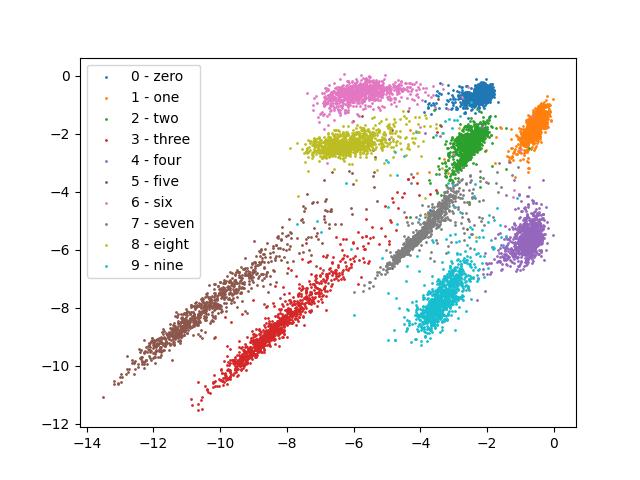 0 - zero
1 - one
2 - two
3 - three
4 - four
5 - five
6 - six
7 - seven
8 - eight
9 - nine
0
−2
−4
−6
−8
−10
−12
−14 −12 −10 −8 −6 −4 −2 0